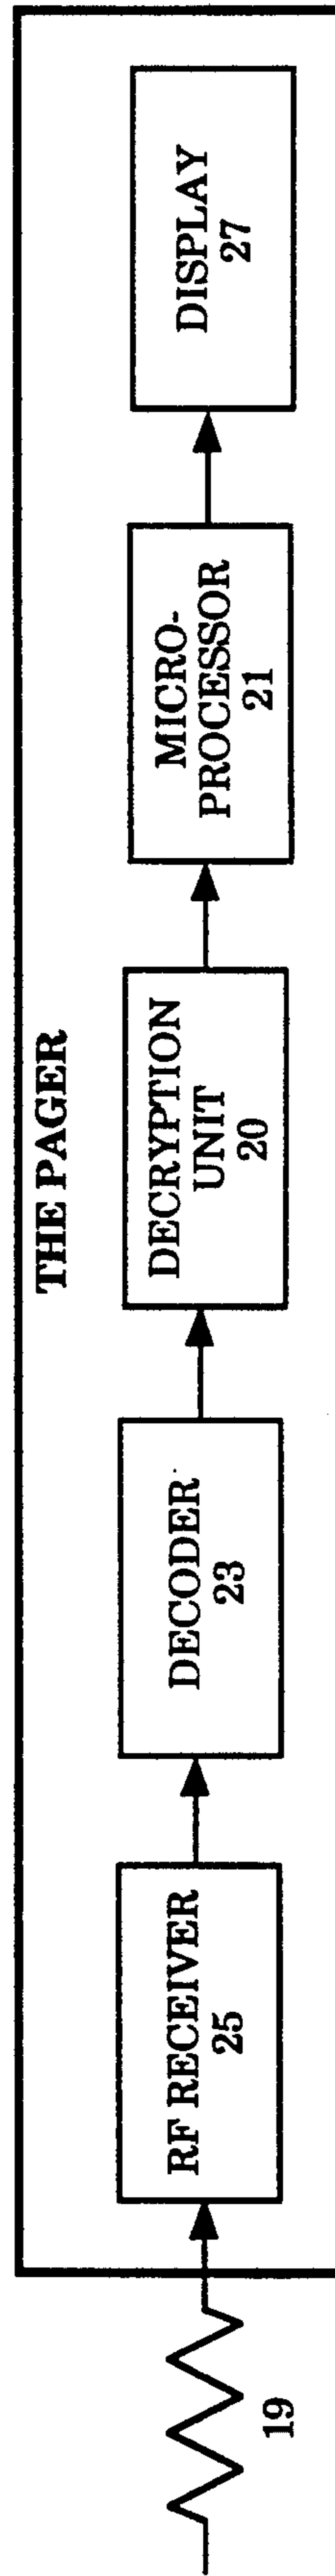 THE PAGER
19
RF RECEIVER
25
DECODER
23
DECRYPTION
UNIT
20
MICRO-
PROCESSOR
21
DISPLAY
27